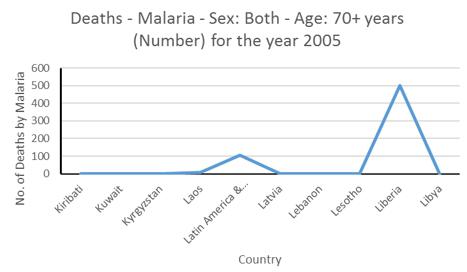 Deaths - Malaria - Sex: Both - Age: 70+ years
(Number) for the year 2005
No. of Deaths by Malaria
600
500
400
300
200
100
0
Kiribati
Kuwait
Kyrgyzstan
Laos
Latin America &...
Latvia
Lebanon
Lesotho
Liberia
Libya
Country